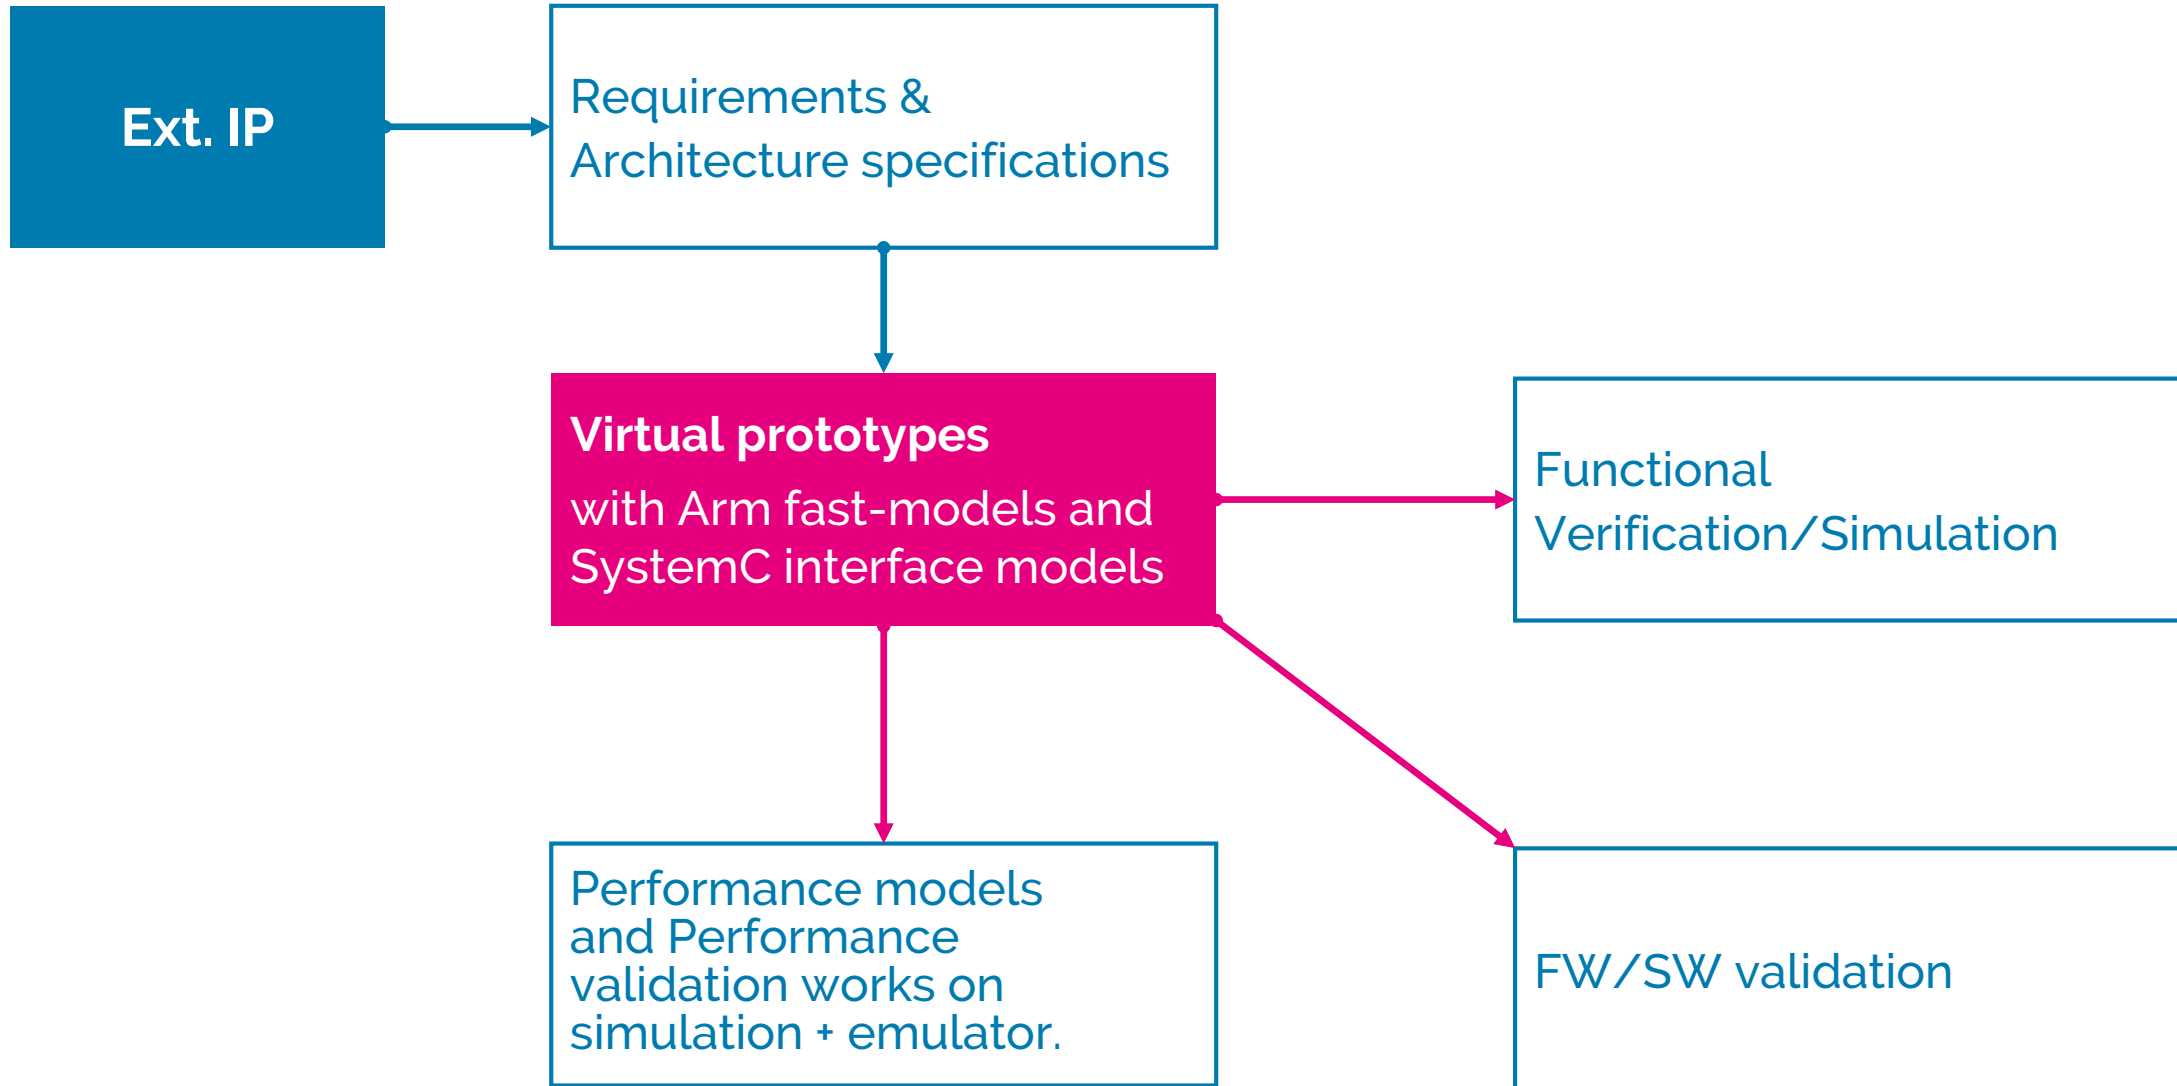 Ext. IP
Requirements &
Architecture specifications
Virtual prototypes
with Arm fast-models and
SystemC interface models
Functional
Verification/Simulation
Performance models
and Performance
validation works on
simulation + emulator.
FW/SW validation